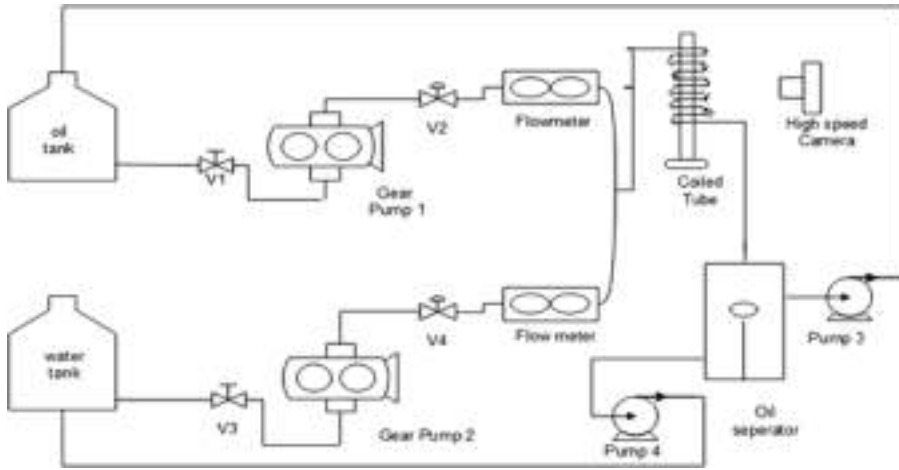 oil
tank
V1
Gear
Pump 1
V2
Flowmeter
Coiled
Tube
High speed
Camera
water
tank
V3
Gear Pump 2
V4
Flow meter
Pump 4
Oil
seperator
Pump 3